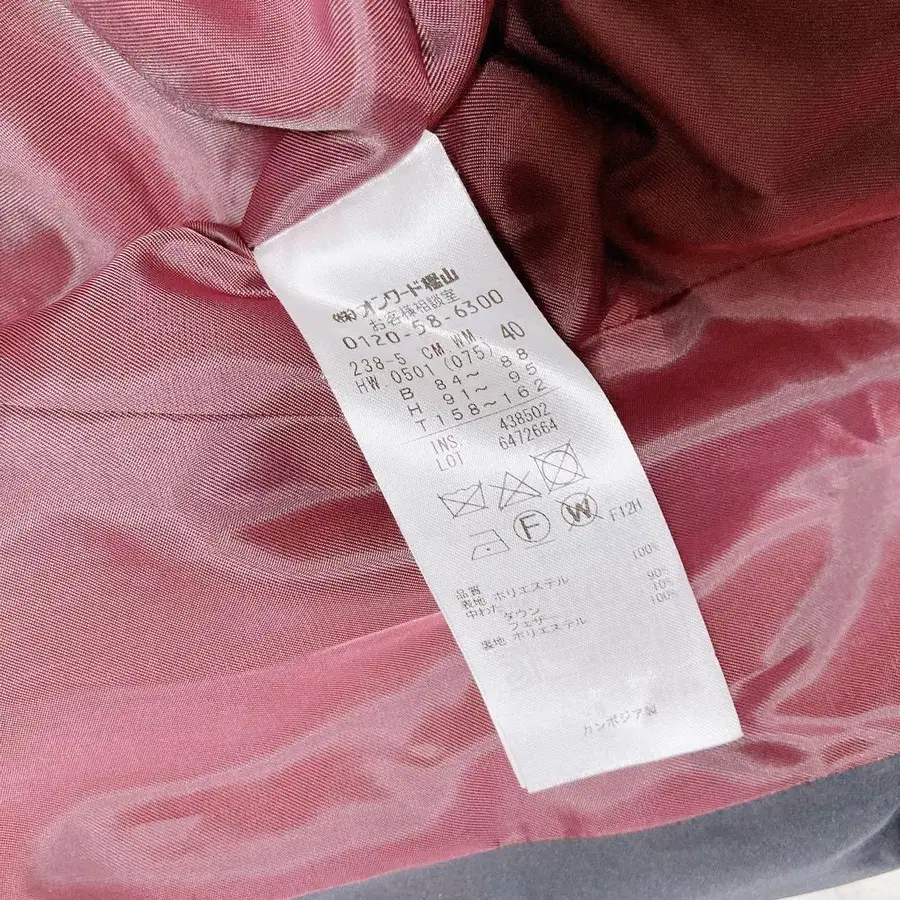 ㈱オンワード樫山
お客様相談室
0120-58-6300
238-5 CM WM 40
HW.0501 (075)
B 84〜 88
H 91〜 95
T158〜162
INS. 438502
LOT 6472664
F W F12H
品質
表地 ポリエステル 100%
中わた ダウン 90%
フェザー 10%
裏地 ポリエステル 100%
カンボジア製